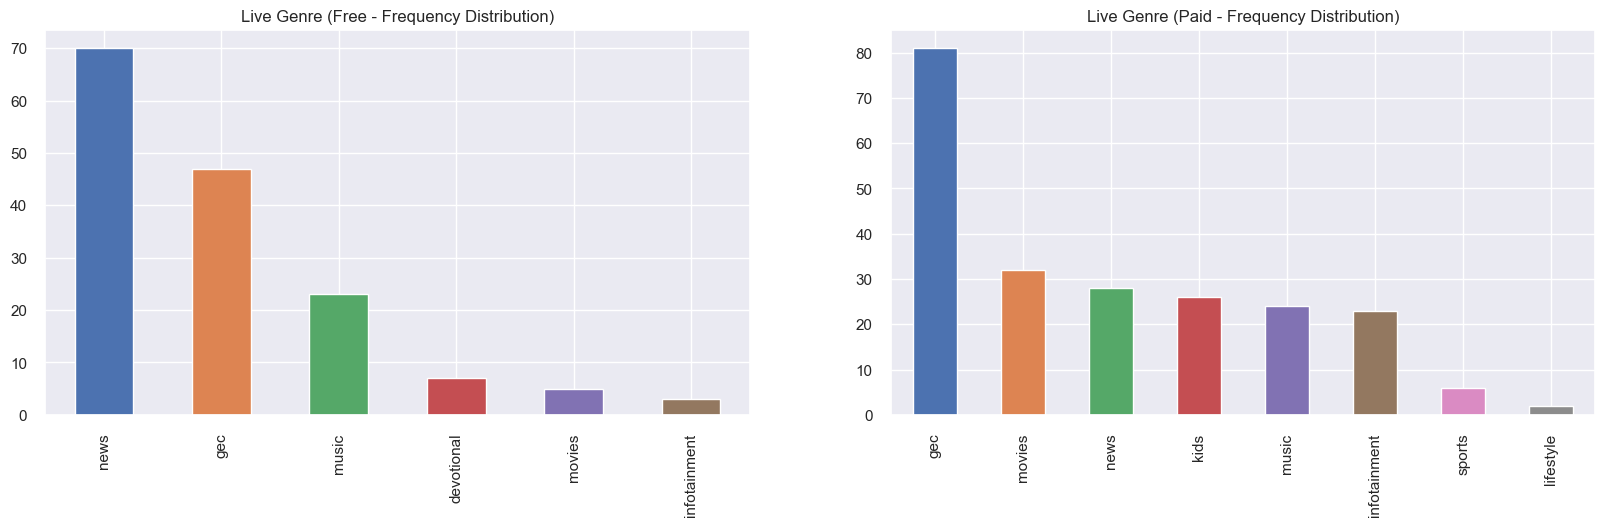 Live Genre (Free - Frequency Distribution)
70
60
50
40
30
20
10
0
news
gec
music
devotional
movies
infotainment
Live Genre (Paid - Frequency Distribution)
80
70
60
50
40
30
20
10
0
gec
movies
news
kids
music
infotainment
sports
lifestyle